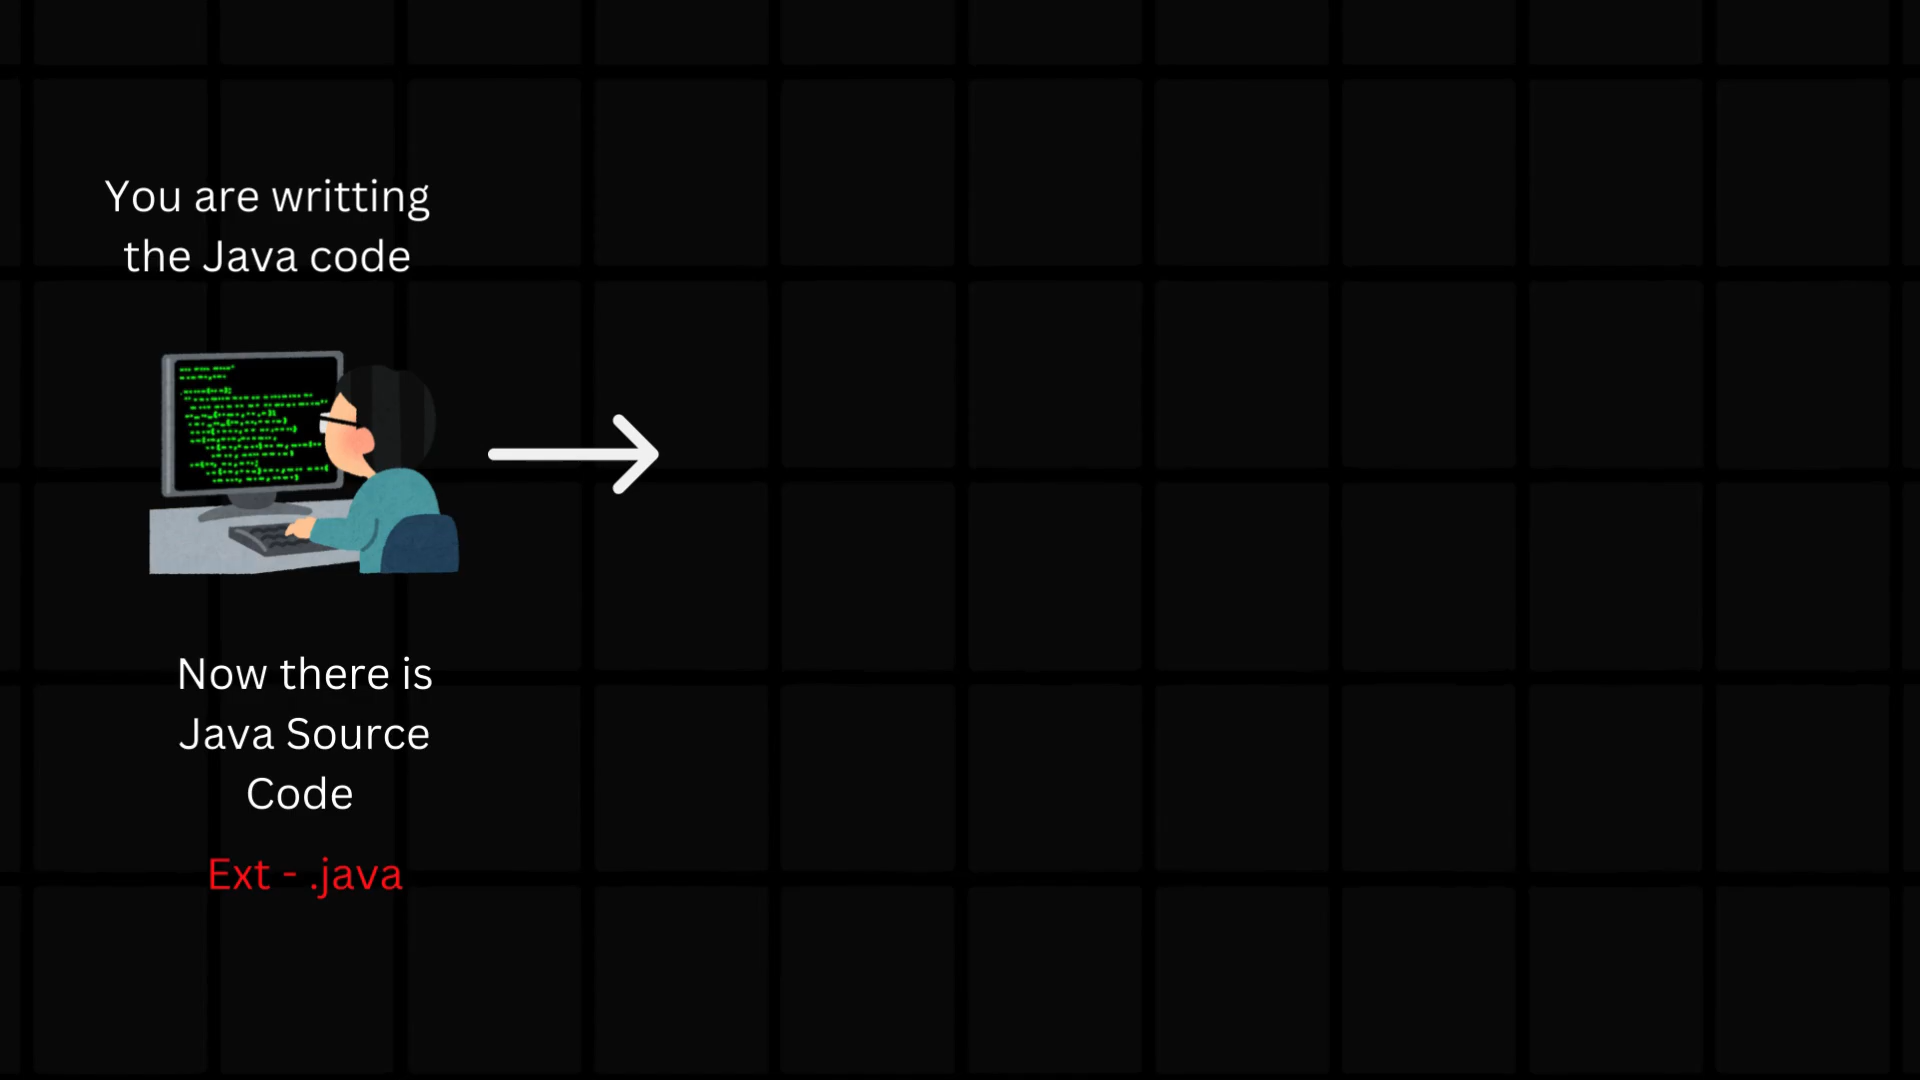 You are writting
the Java code
Now there is
Java Source
Code
Ext - .java